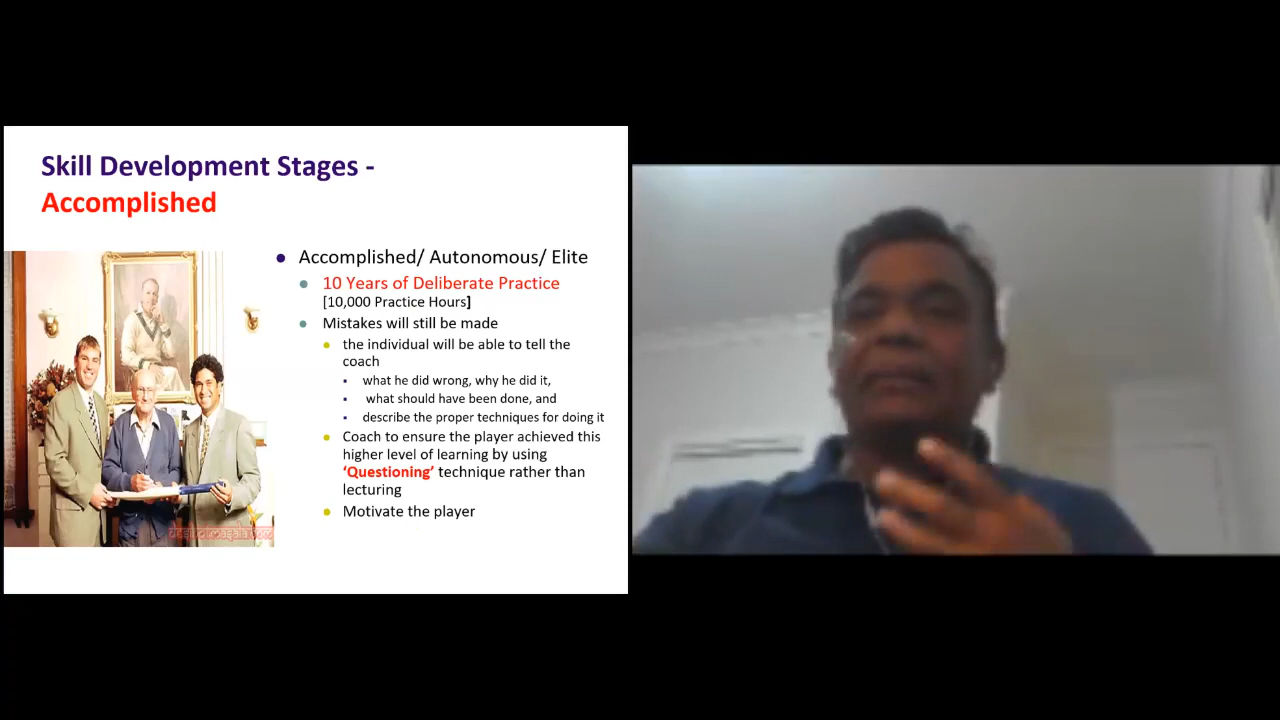 Skill Development Stages -
Accomplished
Accomplished/ Autonomous/ Elite
10 Years of Deliberate Practice
[10,000 Practice Hours]
Mistakes will still be made
the individual will be able to tell the
coach
what he did wrong, why he did it,
what should have been done, and
describe the proper techniques for doing it
Coach to ensure the player achieved this
higher level of learning by using
‘Questioning’ technique rather than
lecturing
Motivate the player